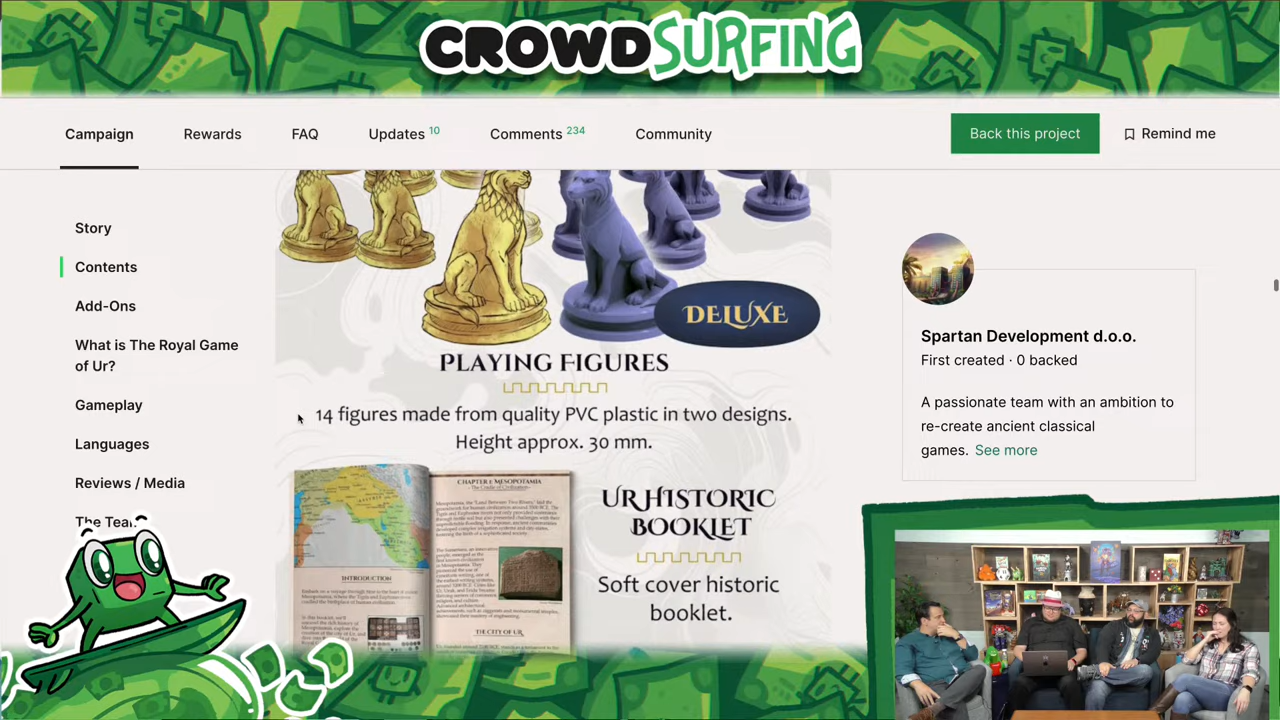 CROWDSURFING
Campaign
Rewards
FAQ
Updates 10
Comments 234
Community
Back this project
Remind me
Story
Contents
Add-Ons
What is The Royal Game
of Ur?
Gameplay
Languages
Reviews / Media
The Team
DELUXE
PLAYING FIGURES
14 figures made from quality PVC plastic in two designs.
Height approx. 30 mm.
CHAPTER 1: MESOPOTAMIA
INTRODUCTION
THE CITY OF UR
UR HISTORIC
BOOKLET
Soft cover historic
booklet.
Spartan Development d.o.o.
First created · 0 backed
A passionate team with an ambition to
re-create ancient classical
games. See more